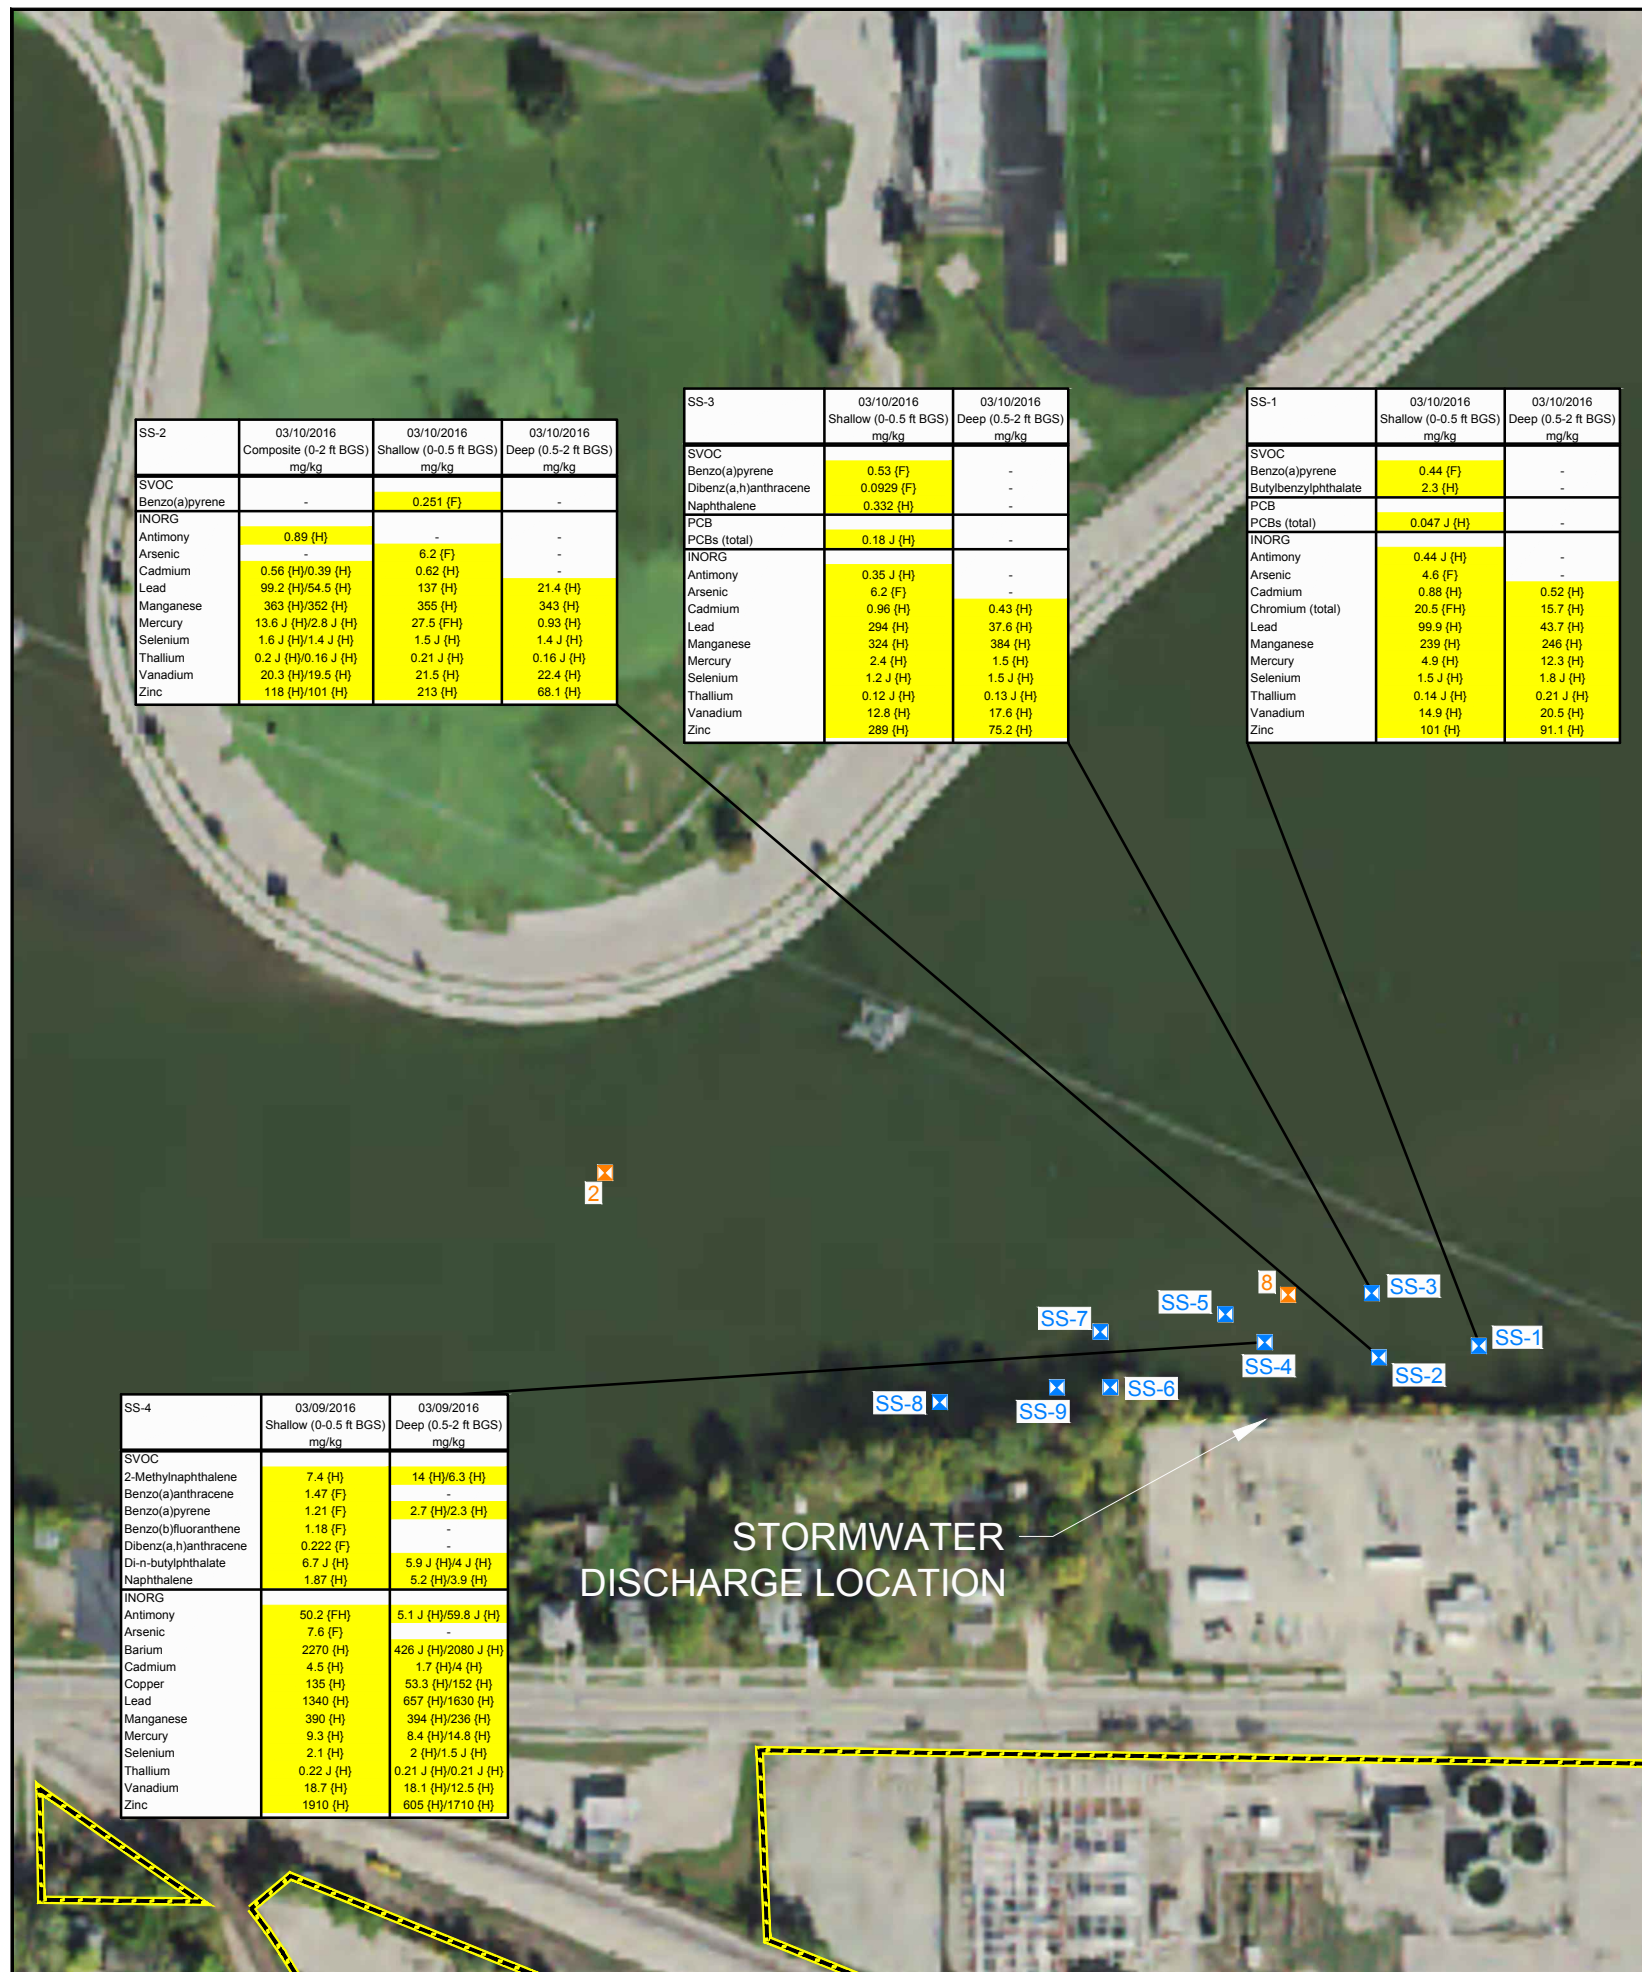 SS-2 03/10/2016 03/10/2016 03/10/2016
Composite (0-2 ft BGS) Shallow (0-0.5 ft BGS) Deep (0.5-2 ft BGS)
mg/kg mg/kg mg/kg
SVOC
Benzo(a)pyrene - 0.251 {F} -
INORG
Antimony 0.89 {H} - -
Arsenic - 6.2 {F} -
Cadmium 0.56 {H}/0.39 {H} 0.62 {H} -
Lead 99.2 {H}/54.5 {H} 137 {H} 21.4 {H}
Manganese 363 {H}/352 {H} 355 {H} 343 {H}
Mercury 13.6 J {H}/2.8 J {H} 27.5 {FH} 0.93 {H}
Selenium 1.6 J {H}/1.4 J {H} 1.5 J {H} 1.4 J {H}
Thallium 0.2 J {H}/0.16 J {H} 0.21 J {H} 0.16 J {H}
Vanadium 20.3 {H}/19.5 {H} 21.5 {H} 22.4 {H}
Zinc 118 {H}/101 {H} 213 {H} 68.1 {H}
SS-3 03/10/2016 03/10/2016
Shallow (0-0.5 ft BGS) Deep (0.5-2 ft BGS)
mg/kg mg/kg
SVOC
Benzo(a)pyrene 0.53 {F} -
Dibenz(a,h)anthracene 0.0929 {F} -
Naphthalene 0.332 {H} -
PCB
PCBs (total) 0.18 J {H} -
INORG
Antimony 0.35 J {H} -
Arsenic 6.2 {F} -
Cadmium 0.96 {H} 0.43 {H}
Lead 294 {H} 37.6 {H}
Manganese 324 {H} 384 {H}
Mercury 2.4 {H} 1.5 {H}
Selenium 1.2 J {H} 1.5 J {H}
Thallium 0.12 J {H} 0.13 J {H}
Vanadium 12.8 {H} 17.6 {H}
Zinc 289 {H} 75.2 {H}
SS-1 03/10/2016 03/10/2016
Shallow (0-0.5 ft BGS) Deep (0.5-2 ft BGS)
mg/kg mg/kg
SVOC
Benzo(a)pyrene 0.44 {F} -
Butylbenzylphthalate 2.3 {H} -
PCB
PCBs (total) 0.047 J {H} -
INORG
Antimony 0.44 J {H} -
Arsenic 4.6 {F} -
Cadmium 0.88 {H} 0.52 {H}
Chromium (total) 20.5 {FH} 15.7 {H}
Lead 99.9 {H} 43.7 {H}
Manganese 239 {H} 246 {H}
Mercury 4.9 {H} 12.3 {H}
Selenium 1.5 J {H} 1.8 J {H}
Thallium 0.14 J {H} 0.21 J {H}
Vanadium 14.9 {H} 20.5 {H}
Zinc 101 {H} 91.1 {H}
2
8
SS-3
SS-5
SS-7
SS-1
SS-4
SS-2
SS-6
SS-8
SS-9
SS-4 03/09/2016 03/09/2016
Shallow (0-0.5 ft BGS) Deep (0.5-2 ft BGS)
mg/kg mg/kg
SVOC
2-Methylnaphthalene 7.4 {H} 14 {H}/6.3 {H}
Benzo(a)anthracene 1.47 {F} -
Benzo(a)pyrene 1.21 {F} 2.7 {H}/2.3 {H}
Benzo(b)fluoranthene 1.18 {F} -
Dibenz(a,h)anthracene 0.222 {F} -
Di-n-butylphthalate 6.7 J {H} 5.9 J {H}/4 J {H}
Naphthalene 1.87 {H} 5.2 {H}/3.9 {H}
INORG
Antimony 50.2 {FH} 5.1 J {H}/59.8 J {H}
Arsenic 7.6 {F} -
Barium 2270 {H} 426 J {H}/2080 J {H}
Cadmium 4.5 {H} 1.7 {H}/4 {H}
Copper 135 {H} 53.3 {H}/152 {H}
Lead 1340 {H} 657 {H}/1630 {H}
Manganese 390 {H} 394 {H}/236 {H}
Mercury 9.3 {H} 8.4 {H}/14.8 {H}
Selenium 2.1 {H} 2 {H}/1.5 J {H}
Thallium 0.22 J {H} 0.21 J {H}/0.21 J {H}
Vanadium 18.7 {H} 18.1 {H}/12.5 {H}
Zinc 1910 {H} 605 {H}/1710 {H}
STORMWATER
DISCHARGE LOCATION